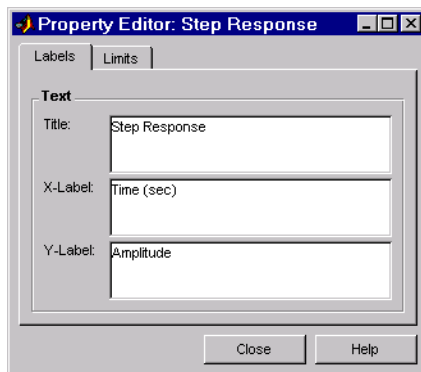 Property Editor: Step Response
Labels Limits
Text
Title: Step Response
X-Label: Time (sec)
Y-Label: Amplitude
Close Help